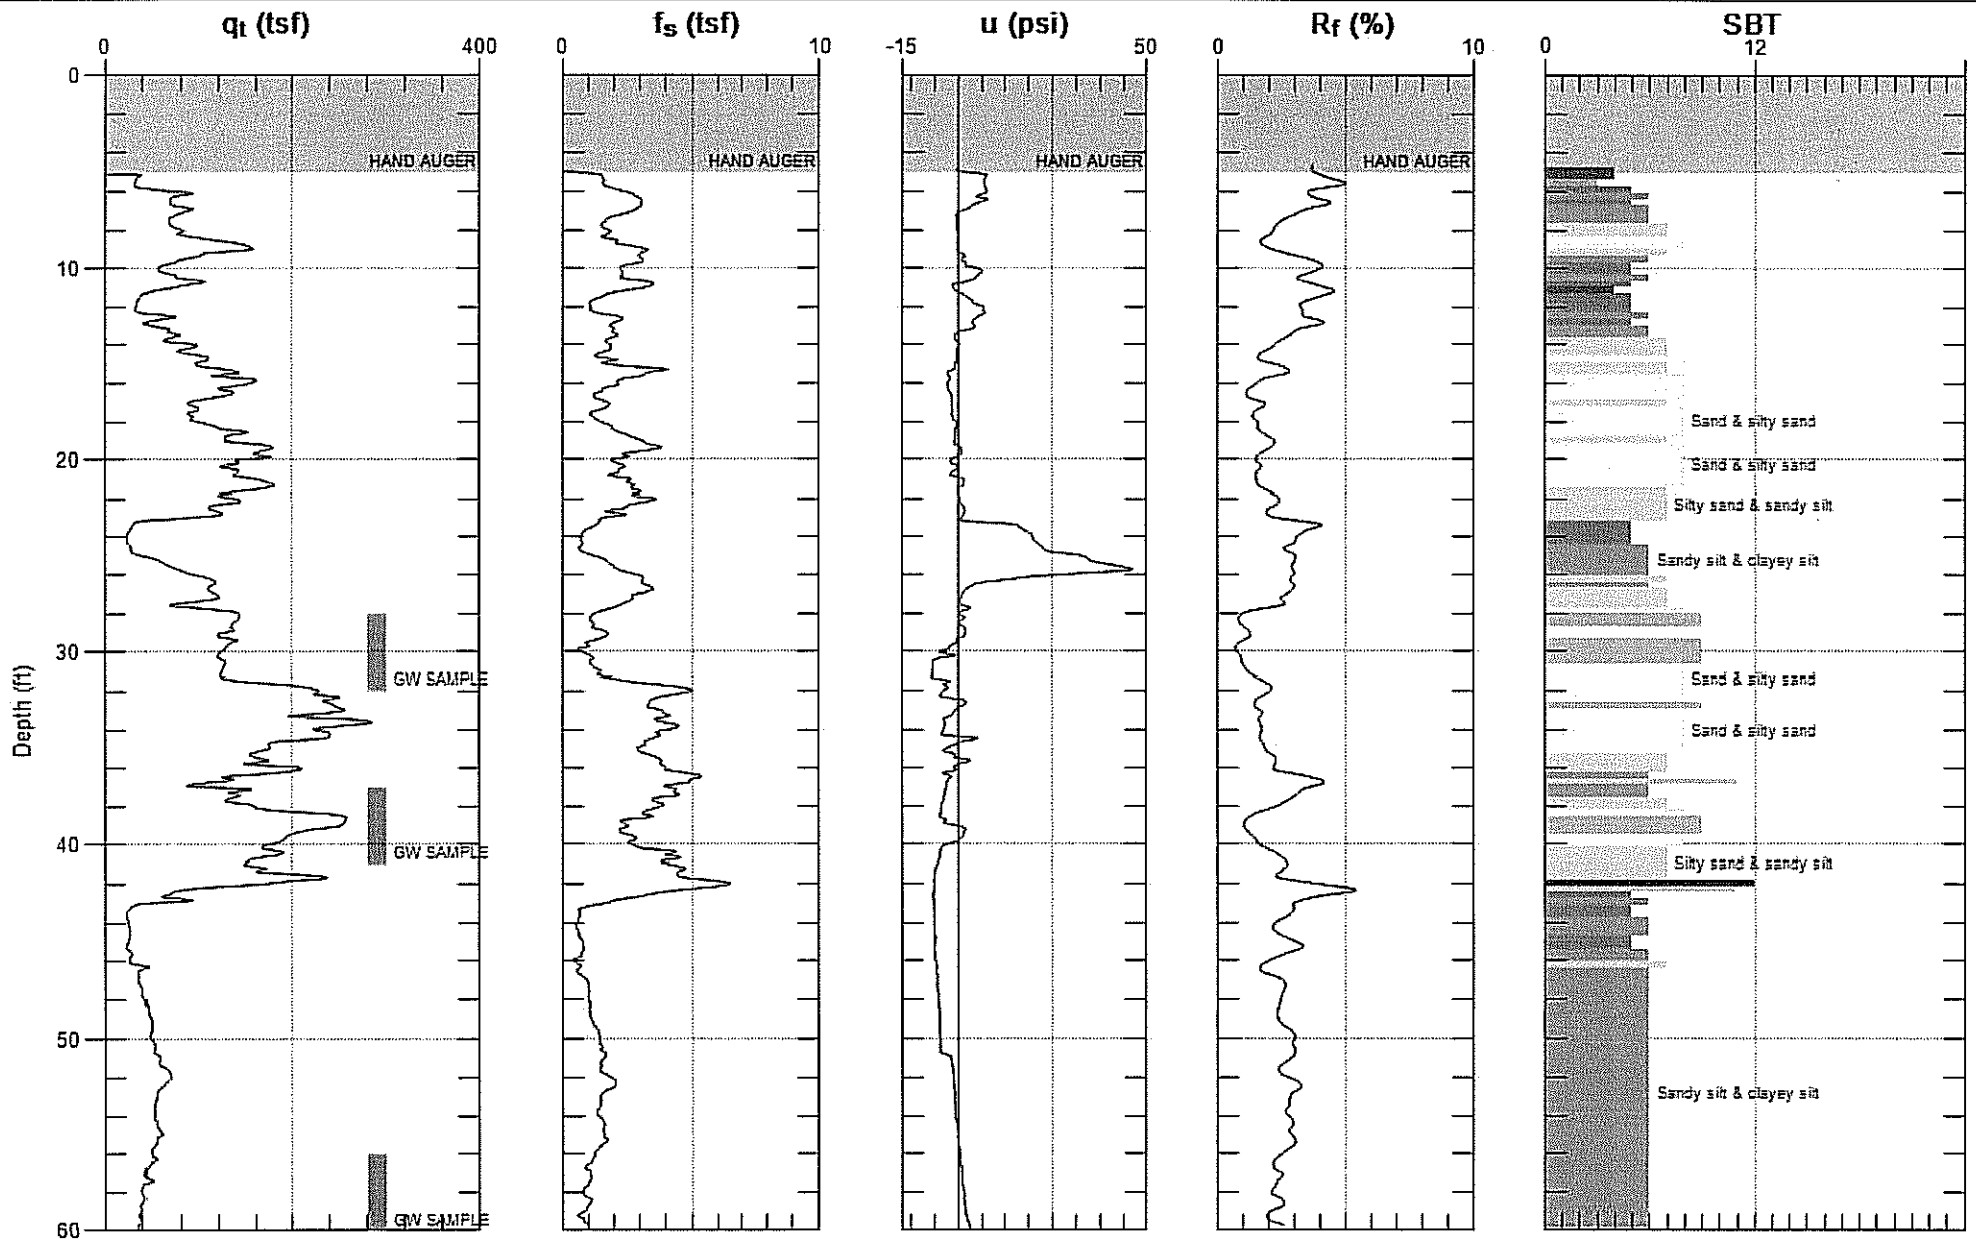 qt (tsf) fs (tsf) u (psi) Rf (%) SBT
0 400 0 10 -15 50 0 10 0 12
0
HAND AUGER HAND AUGER HAND AUGER HAND AUGER
10
Sand & silty sand
20
Sand & silty sand
Silty sand & sandy silt
Sandy silt & clayey silt
30
GW SAMPLE
Sand & silty sand
Depth (ft)
Sand & silty sand
40
GW SAMPLE
Silty sand & sandy silt
50
Sandy silt & clayey silt
GW SAMPLE
60